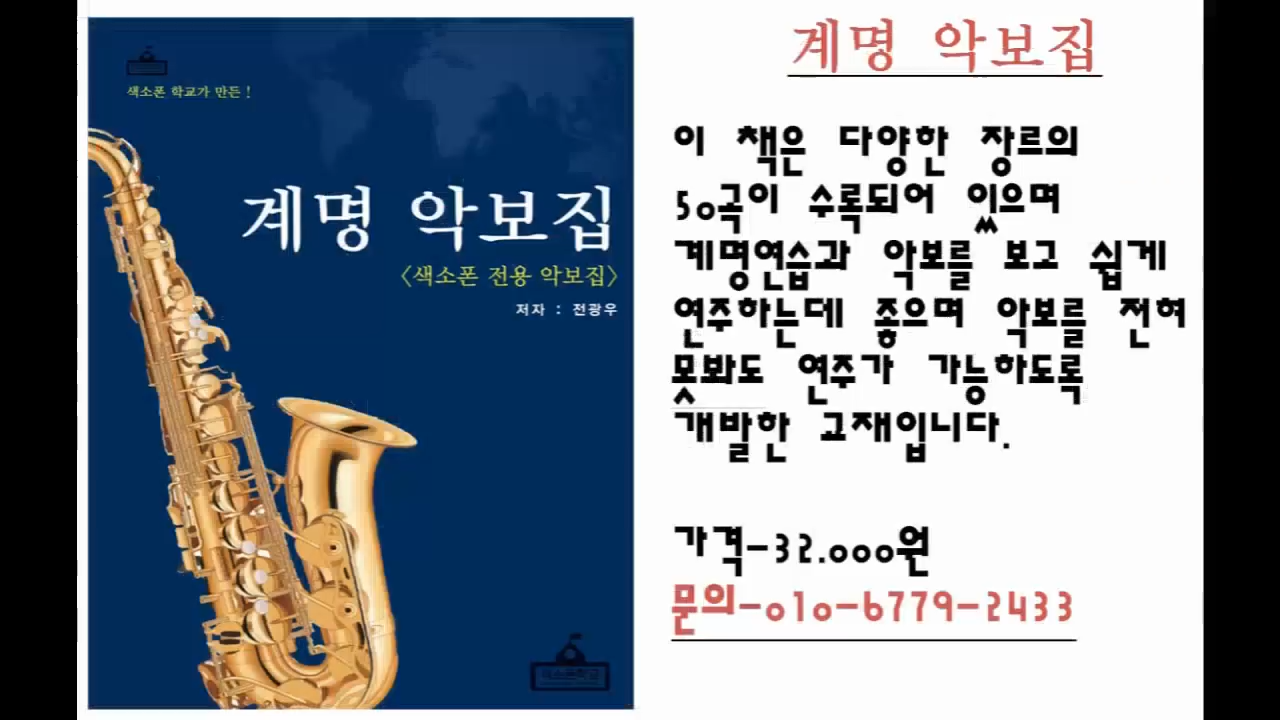 색소폰 학교가 만든 !
계명 악보집
<색소폰 전용 악보집>
저자 : 전광우
색소폰학교
계명 악보집
이 책은 다양한 장르의
50곡이 수록되어 있으며
계명연습과 악보를 보고 쉽게
연주하는데 좋으며 악보를 전혀
못봐도 연주가 가능하도록
개발한 교재입니다.
가격-32.000원
문의-010-6779-2433